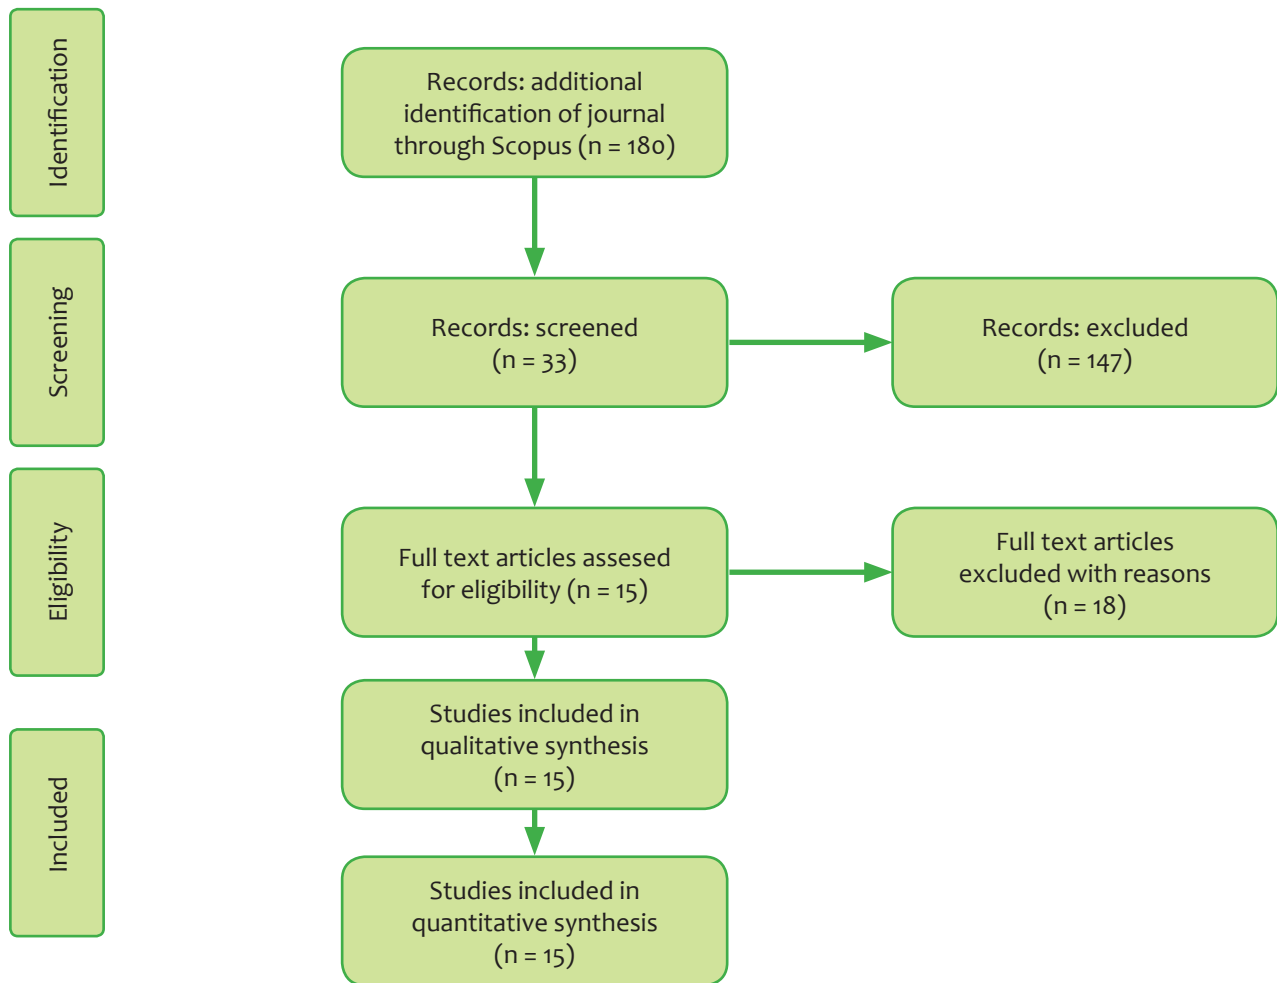 Identification
Records: additional
identification of journal
through Scopus (n = 180)
Screening
Records: screened
(n = 33)
Records: excluded
(n = 147)
Eligibility
Full text articles assesed
for eligibility (n = 15)
Full text articles
excluded with reasons
(n = 18)
Included
Studies included in
qualitative synthesis
(n = 15)
Studies included in
quantitative synthesis
(n = 15)